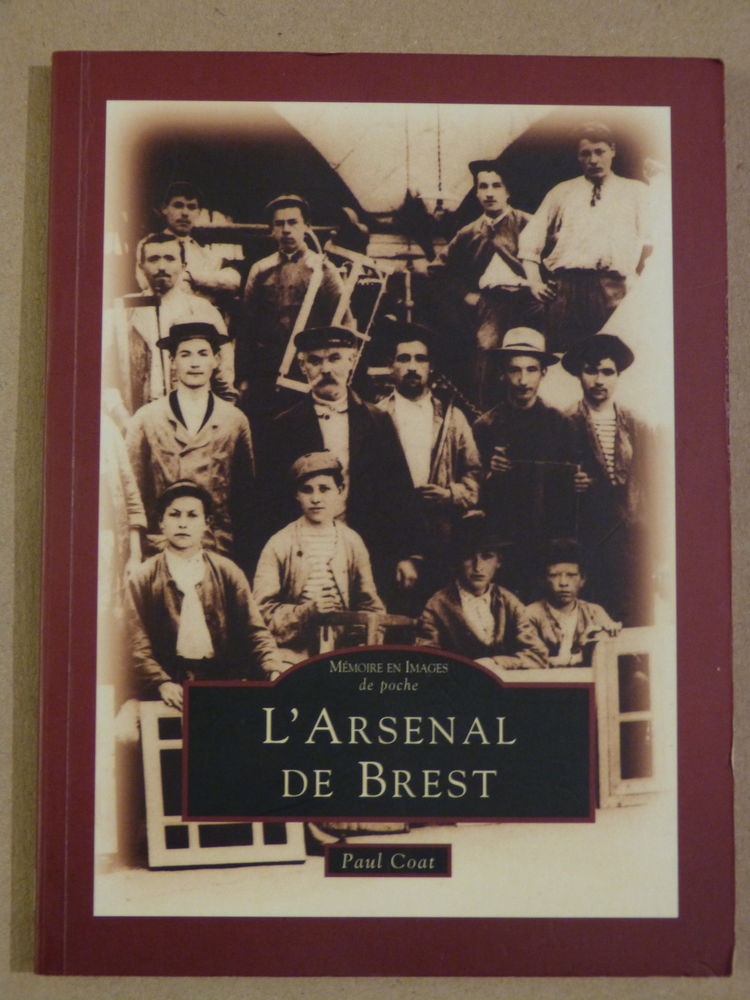 MÉMOIRE EN IMAGES
de poche
L'ARSENAL
DE BREST
Paul Coat